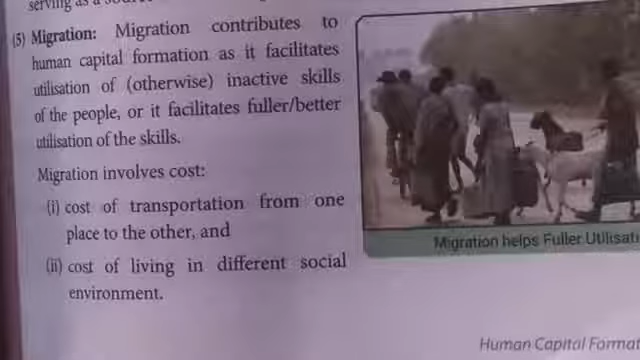 serving as a
(5) Migration: Migration contributes to
human capital formation as it facilitates
utilisation of (otherwise) inactive skills
of the people, or it facilitates fuller/better
utilisation of the skills.
Migration involves cost:
(i) cost of transportation from one
place to the other, and
(ii) cost of living in different social
environment.
Migration helps Fuller Utilisati
Human Capital Format